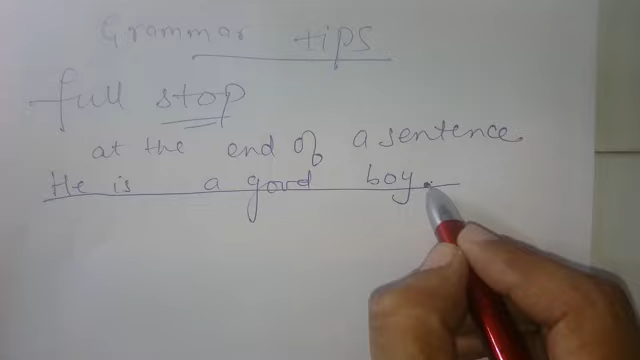 Grammar tips
full stop
at the end of a sentence
He is a good boy.